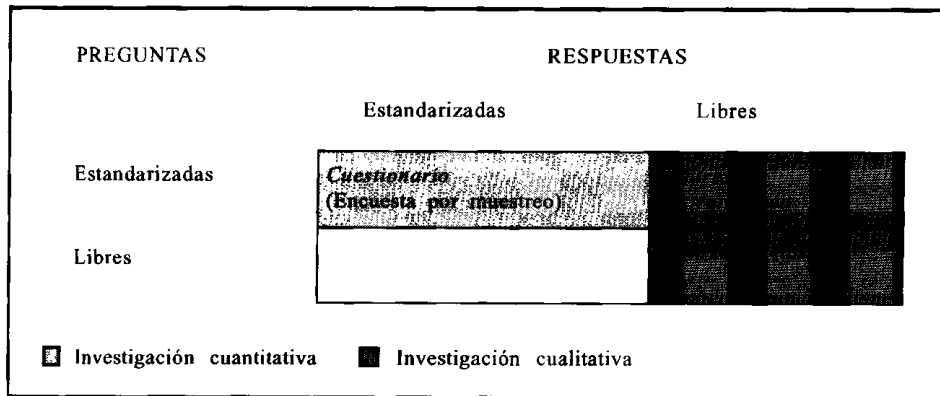 PREGUNTAS RESPUESTAS
Estandarizadas Libres
Estandarizadas
Cuestionario
(Encuesta por muestreo)
Libres
Investigación cuantitativa Investigación cualitativa